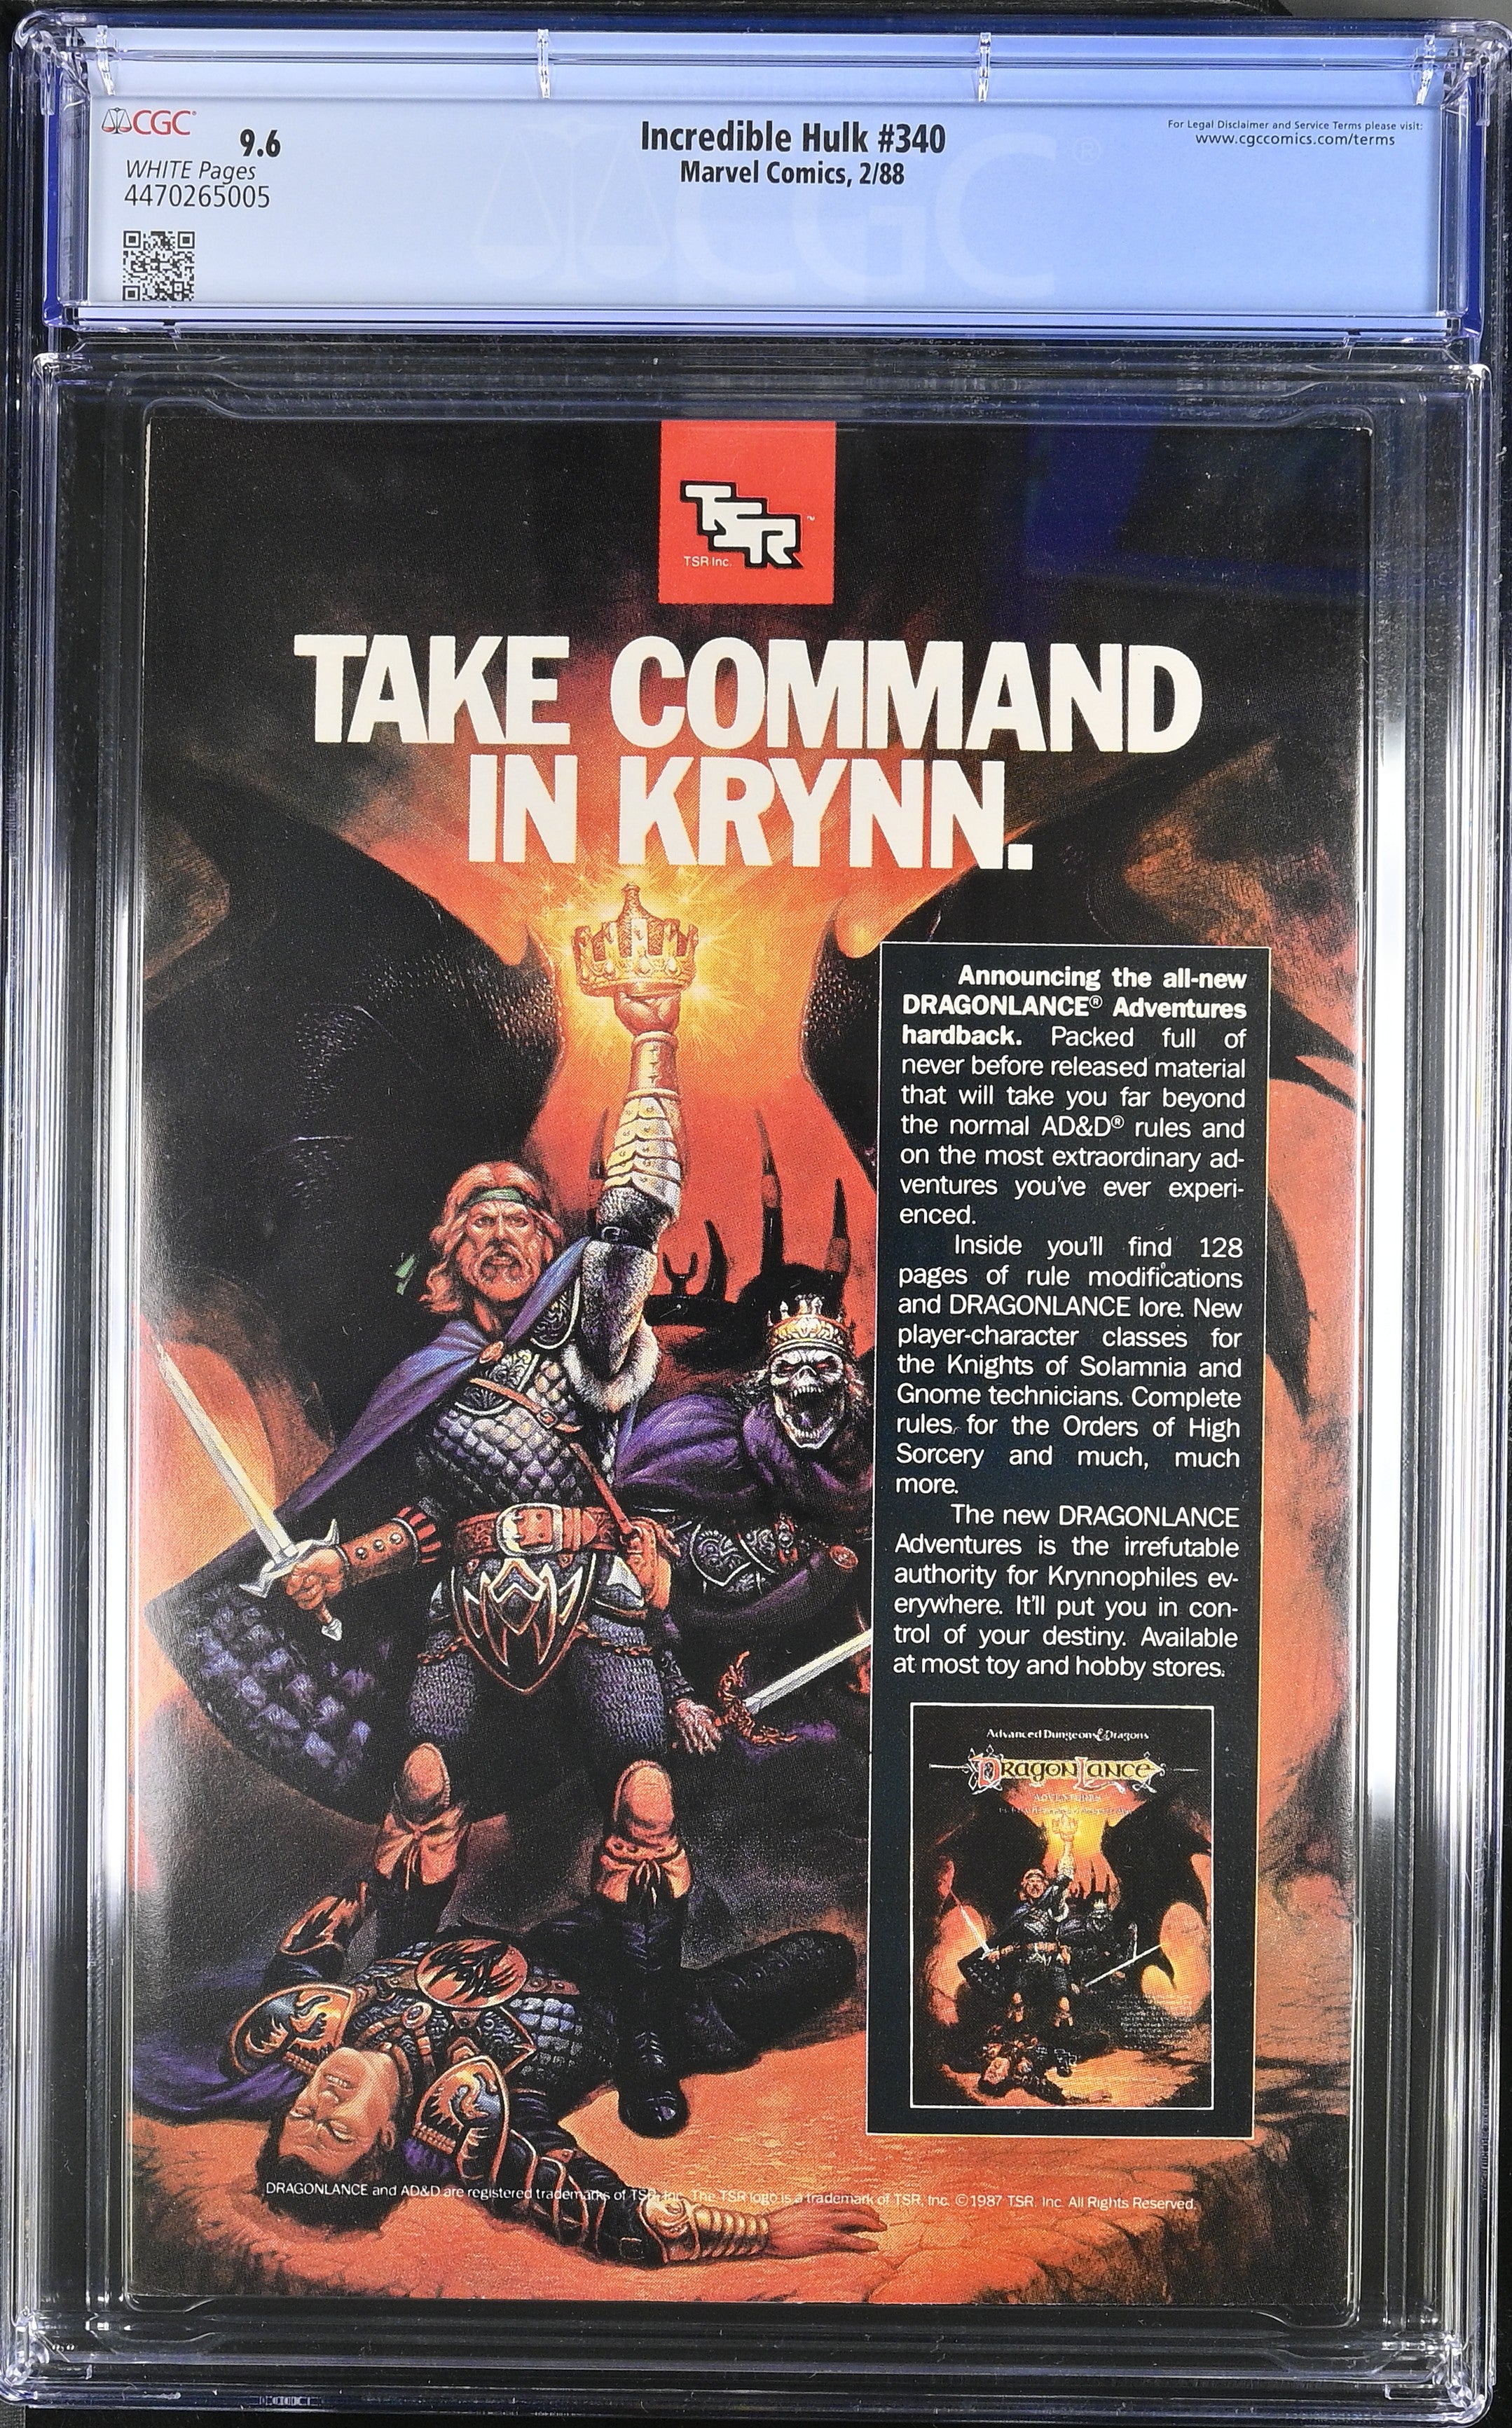 CGC
9.6
WHITE Pages
4470265005
Incredible Hulk #340
Marvel Comics, 2/88
For Legal Disclaimer and Service Terms please visit:
www.cgccomics.com/terms
CGC ®
TSR ™
TSR Inc.
TAKE COMMAND
IN KRYNN.
Announcing the all-new
DRAGONLANCE® Adventures
hardback. Packed full of
never before released material
that will take you far beyond
the normal AD&D® rules and
on the most extraordinary ad-
ventures you've ever experi-
enced.
Inside you'll find 128
pages of rule modifications
and DRAGONLANCE lore. New
player-character classes for
the Knights of Solamnia and
Gnome technicians. Complete
rules for the Orders of High
Sorcery and much, much
more.
The new DRAGONLANCE
Adventures is the irrefutable
authority for Krynnophiles ev-
erywhere. It'll put you in con-
trol of your destiny. Available
at most toy and hobby stores.
Advanced Dungeons & Dragons
DRAGONLANCE
ADVENTURES
DRAGONLANCE and AD&D are registered trademarks of TSR, Inc. The TSR logo is a trademark of TSR, Inc. ©1987 TSR. Inc. All Rights Reserved.